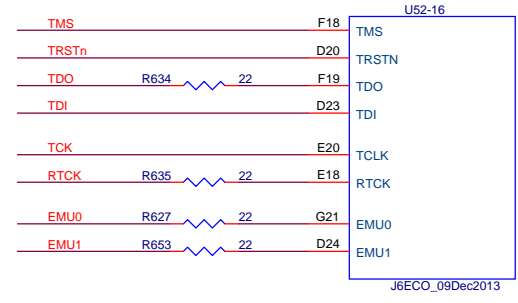 U52-16
TMS F18 TMS
TRSTn D20 TRSTN
TDO R634 22 F19 TDO
TDI D23 TDI
TCK E20 TCLK
RTCK R635 22 E18 RTCK
EMU0 R627 22 G21 EMU0
EMU1 R653 22 D24 EMU1
J6ECO_09Dec2013